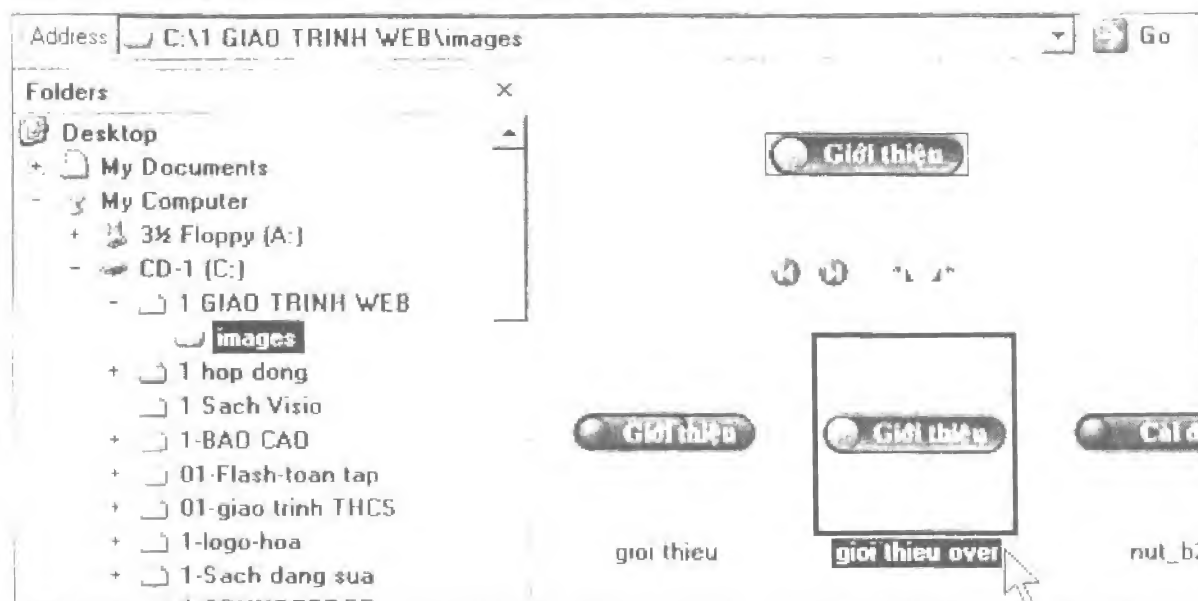 Address C:\1 GIAO TRINH WEB\images Go
Folders
Desktop
My Documents
My Computer
3½ Floppy (A:)
CD-1 (C:)
1 GIAO TRINH WEB
images
1 hop dong
1 Sach Visio
1-BAO CAO
01-Flash-toan tap
01-giao trinh THCS
1-logo-hoa
1-Sach dang sua
Giới thiệu
Giới thiệu Giới thiệu
gioi thieu gioi thieu over